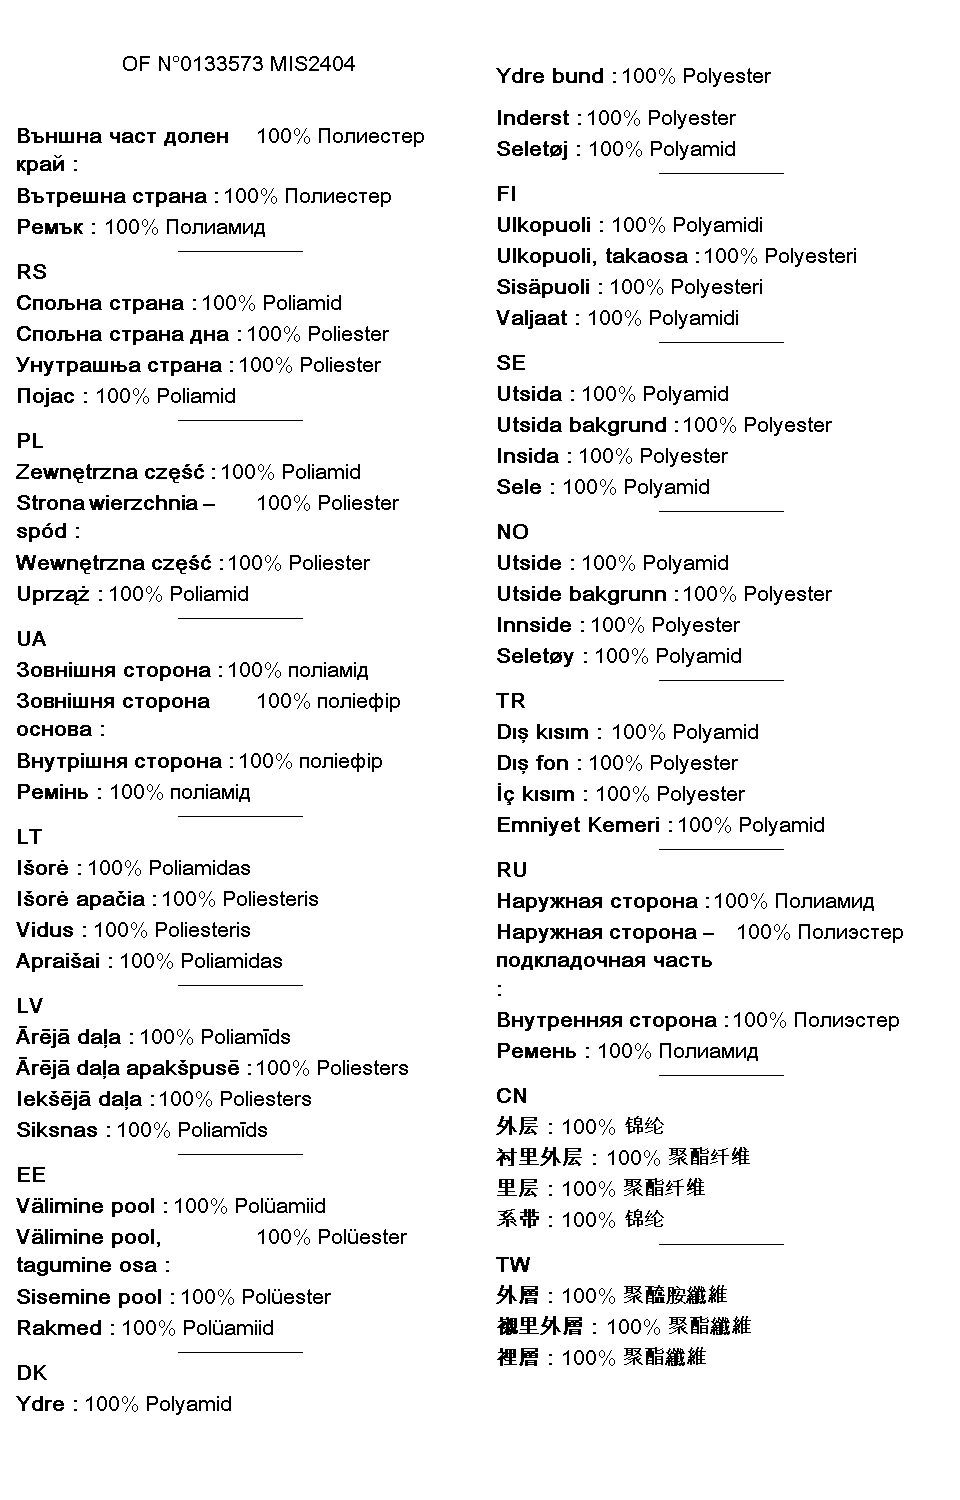 OF N°0133573 MIS2404
Външна част долен 100% Полиестер
край :
Вътрешна страна : 100% Полиестер
Ремък : 100% Полиамид
RS
Спољна страна : 100% Poliamid
Спољна страна дна : 100% Poliester
Унутрашња страна : 100% Poliester
Појас : 100% Poliamid
PL
Zewnętrzna część : 100% Poliamid
Strona wierzchnia – 100% Poliester
spód :
Wewnętrzna część : 100% Poliester
Uprząż : 100% Poliamid
UA
Зовнішня сторона : 100% поліамід
Зовнішня сторона 100% поліефір
основа :
Внутрішня сторона : 100% поліефір
Ремінь : 100% поліамід
LT
Išorė : 100% Poliamidas
Išorė apačia : 100% Poliesteris
Vidus : 100% Poliesteris
Apraišai : 100% Poliamidas
LV
Ārējā daļa : 100% Poliamīds
Ārējā daļa apakšpusē : 100% Poliesters
Iekšējā daļa : 100% Poliesters
Siksnas : 100% Poliamīds
EE
Välimine pool : 100% Polüamiid
Välimine pool, 100% Polüester
tagumine osa :
Sisemine pool : 100% Polüester
Rakmed : 100% Polüamiid
DK
Ydre : 100% Polyamid
Ydre bund : 100% Polyester
Inderst : 100% Polyester
Seletøj : 100% Polyamid
FI
Ulkopuoli : 100% Polyamidi
Ulkopuoli, takaosa : 100% Polyesteri
Sisäpuoli : 100% Polyesteri
Valjaat : 100% Polyamidi
SE
Utsida : 100% Polyamid
Utsida bakgrund : 100% Polyester
Insida : 100% Polyester
Sele : 100% Polyamid
NO
Utside : 100% Polyamid
Utside bakgrunn : 100% Polyester
Innside : 100% Polyester
Seletøy : 100% Polyamid
TR
Dış kısım : 100% Polyamid
Dış fon : 100% Polyester
İç kısım : 100% Polyester
Emniyet Kemeri : 100% Polyamid
RU
Наружная сторона : 100% Полиамид
Наружная сторона – 100% Полиэстер
подкладочная часть
:
Внутренняя сторона : 100% Полиэстер
Ремень : 100% Полиамид
CN
外层 : 100% 锦纶
衬里外层 : 100% 聚酯纤维
里层 : 100% 聚酯纤维
系带 : 100% 锦纶
TW
外層 : 100% 聚醯胺纖維
襯里外層 : 100% 聚酯纖維
裡層 : 100% 聚酯纖維